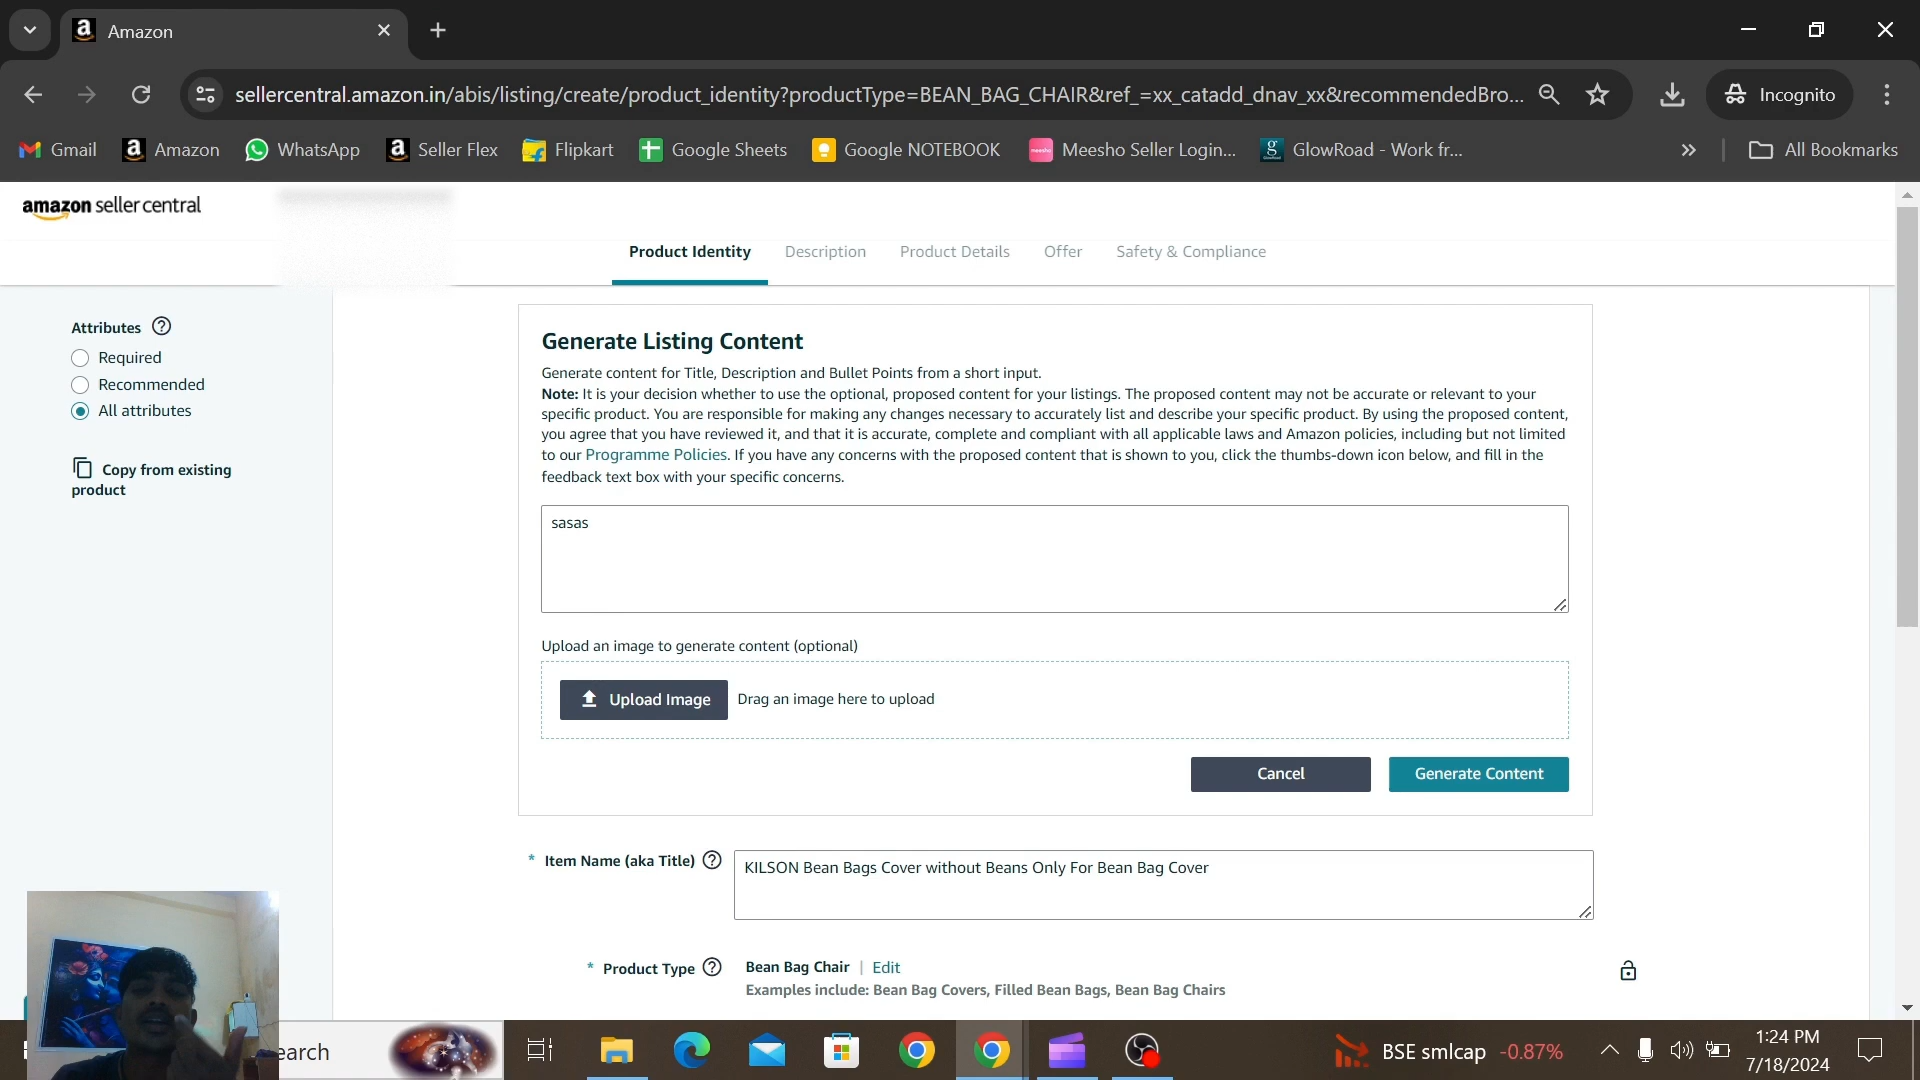 Amazon
sellercentral.amazon.in/abis/listing/create/product_identity?productType=BEAN_BAG_CHAIR&ref_=xx_catadd_dnav_xx&recommendedBro...
Incognito
Gmail
Amazon
WhatsApp
Seller Flex
Flipkart
Google Sheets
Google NOTEBOOK
Meesho Seller Login...
GlowRoad - Work fr...
All Bookmarks
amazon seller central
Product Identity
Description
Product Details
Offer
Safety & Compliance
Attributes
Required
Recommended
All attributes
Copy from existing
product
Generate Listing Content
Generate content for Title, Description and Bullet Points from a short input.
Note: It is your decision whether to use the optional, proposed content for your listings. The proposed content may not be accurate or relevant to your
specific product. You are responsible for making any changes necessary to accurately list and describe your specific product. By using the proposed content,
you agree that you have reviewed it, and that it is accurate, complete and compliant with all applicable laws and Amazon policies, including but not limited
to our Programme Policies. If you have any concerns with the proposed content that is shown to you, click the thumbs-down icon below, and fill in the
feedback text box with your specific concerns.
sasas
Upload an image to generate content (optional)
Upload Image
Drag an image here to upload
Cancel
Generate Content
* Item Name (aka Title)
KILSON Bean Bags Cover without Beans Only For Bean Bag Cover
* Product Type
Bean Bag Chair | Edit
Examples include: Bean Bag Covers, Filled Bean Bags, Bean Bag Chairs
earch
BSE smlcap -0.87%
1:24 PM
7/18/2024